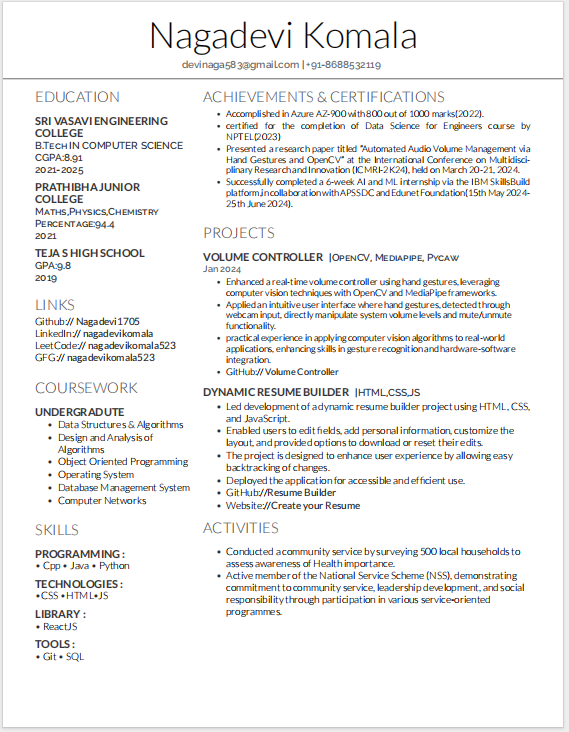 Nagadevi Komala
devinaga583@gmail.com | +91-8688532119
EDUCATION
SRI VASAVI ENGINEERING
COLLEGE
B.Tech IN COMPUTER SCIENCE
CGPA:8.91
2021-2025
PRATHIBHA JUNIOR
COLLEGE
Maths,Physics,Chemistry
Percentage:94.4
2021
TEJA S HIGH SCHOOL
GPA:9.8
2019
LINKS
Github:// Nagadevi1705
LinkedIn:// nagadevikomala
LeetCode:// nagadevikomala523
GFG:// nagadevikomala523
COURSEWORK
UNDERGRADUTE
• Data Structures & Algorithms
• Design and Analysis of
Algorithms
• Object Oriented Programming
• Operating System
• Database Management System
• Computer Networks
SKILLS
PROGRAMMING :
• Cpp • Java • Python
TECHNOLOGIES :
•CSS •HTML•JS
LIBRARY :
• ReactJS
TOOLS :
• Git • SQL
ACHIEVEMENTS & CERTIFICATIONS
• Accomplished in Azure AZ-900 with 800 out of 1000 marks(2022).
• certified for the completion of Data Science for Engineers course by
NPTEL(2023)
• Presented a research paper titled "Automated Audio Volume Management via
Hand Gestures and OpenCV" at the International Conference on Multidisci-
plinary Research and Innovation (ICMRI-2K24), held on March 20-21, 2024.
• Successfully completed a 6-week AI and ML internship via the IBM SkillsBuild
platform,in collaboration with APSSDC and Edunet Foundation(15th May 2024-
25th June 2024).
PROJECTS
VOLUME CONTROLLER |OpenCV, Mediapipe, Pycaw
Jan 2024
• Enhanced a real-time volume controller using hand gestures, leveraging
computer vision techniques with OpenCV and MediaPipe frameworks.
• Applied an intuitive user interface where hand gestures, detected through
webcam input, directly manipulate system volume levels and mute/unmute
functionality.
• practical experience in applying computer vision algorithms to real-world
applications, enhancing skills in gesture recognition and hardware-software
integration.
• GitHub:// Volume Controller
DYNAMIC RESUME BUILDER |HTML,CSS,JS
• Led development of a dynamic resume builder project using HTML, CSS,
and JavaScript.
• Enabled users to edit fields, add personal information, customize the
layout, and provided options to download or reset their edits.
• The project is designed to enhance user experience by allowing easy
backtracking of changes.
• Deployed the application for accessible and efficient use.
• GitHub://Resume Builder
• Website://Create your Resume
ACTIVITIES
• Conducted a community service by surveying 500 local households to
assess awareness of Health importance.
• Active member of the National Service Scheme (NSS), demonstrating
commitment to community service, leadership development, and social
responsibility through participation in various service-oriented
programmes.